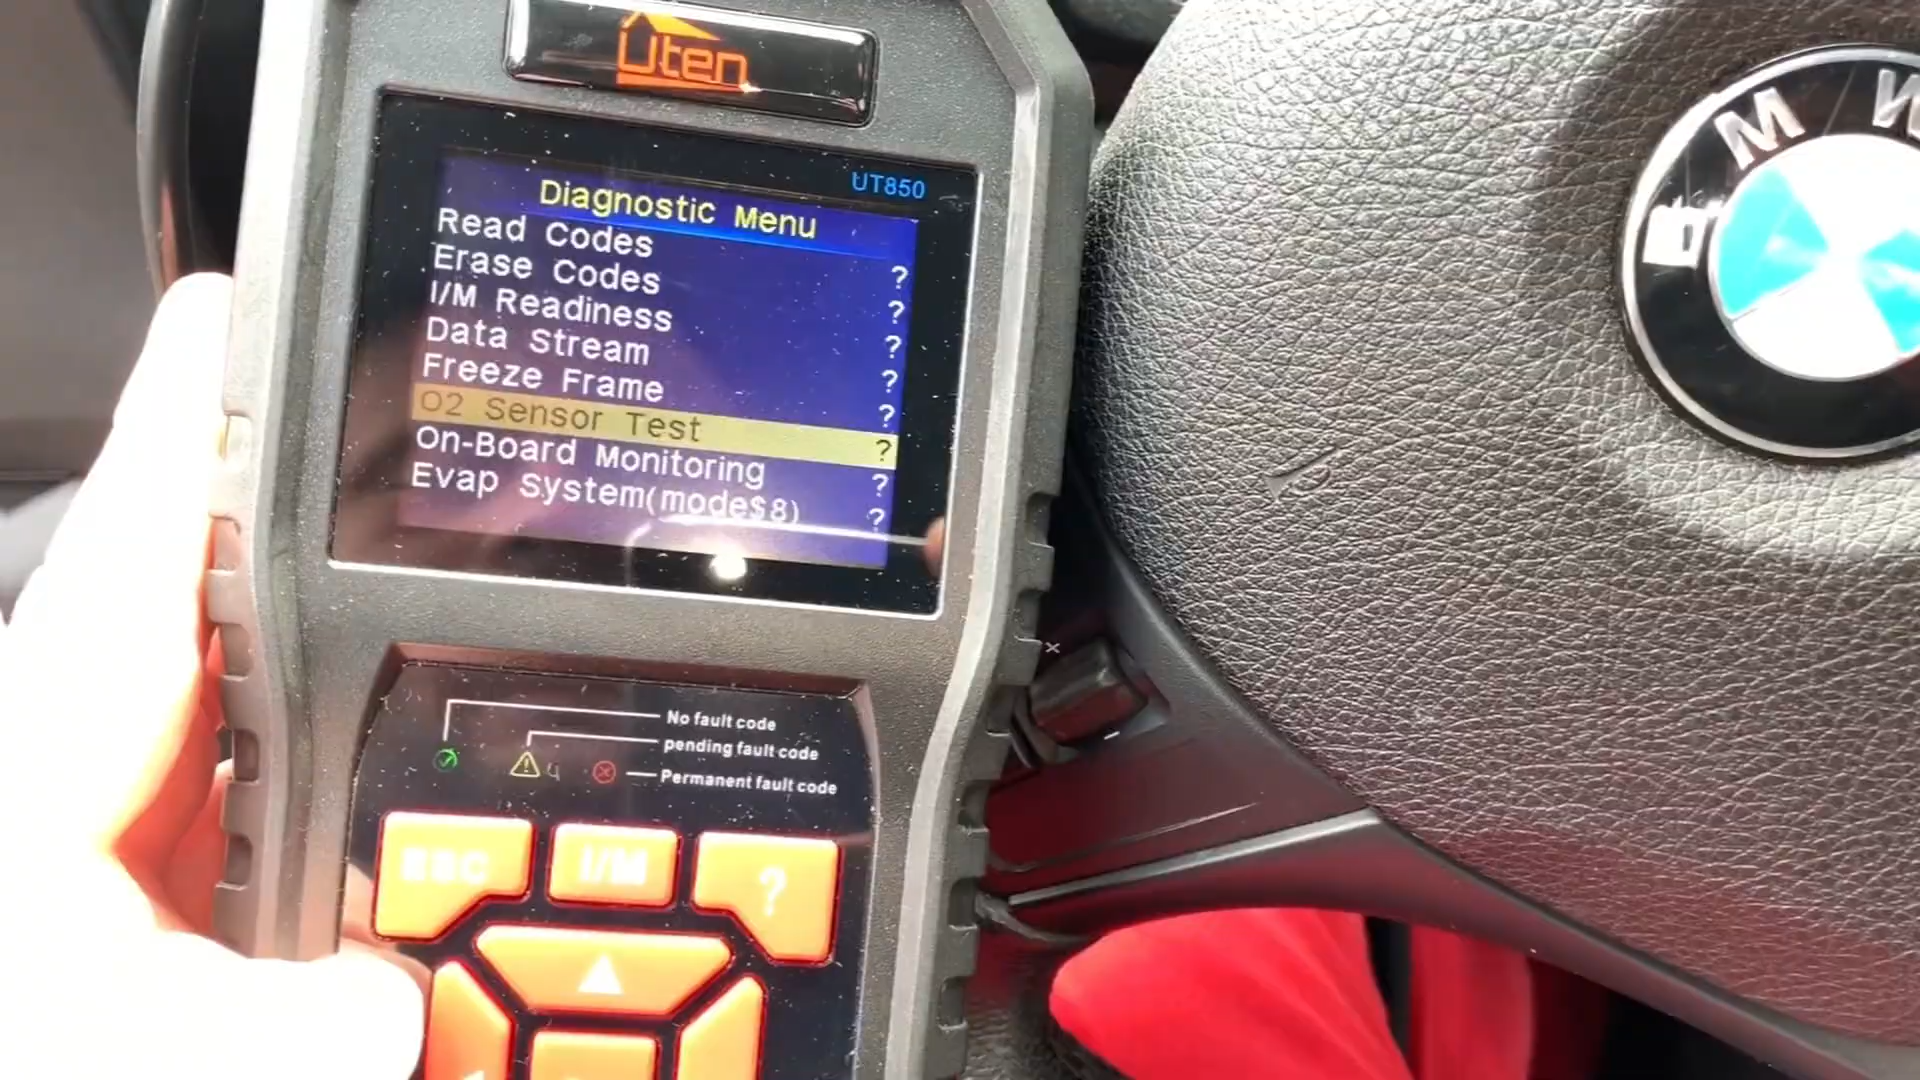 Uten
UT850
Diagnostic Menu
Read Codes
Erase Codes ?
I/M Readiness ?
Data Stream ?
Freeze Frame ?
O2 Sensor Test ?
On-Board Monitoring ?
Evap System(mode$8) ?
?
No fault code
pending fault code
Permanent fault code
ESC
I/M
?
B M W